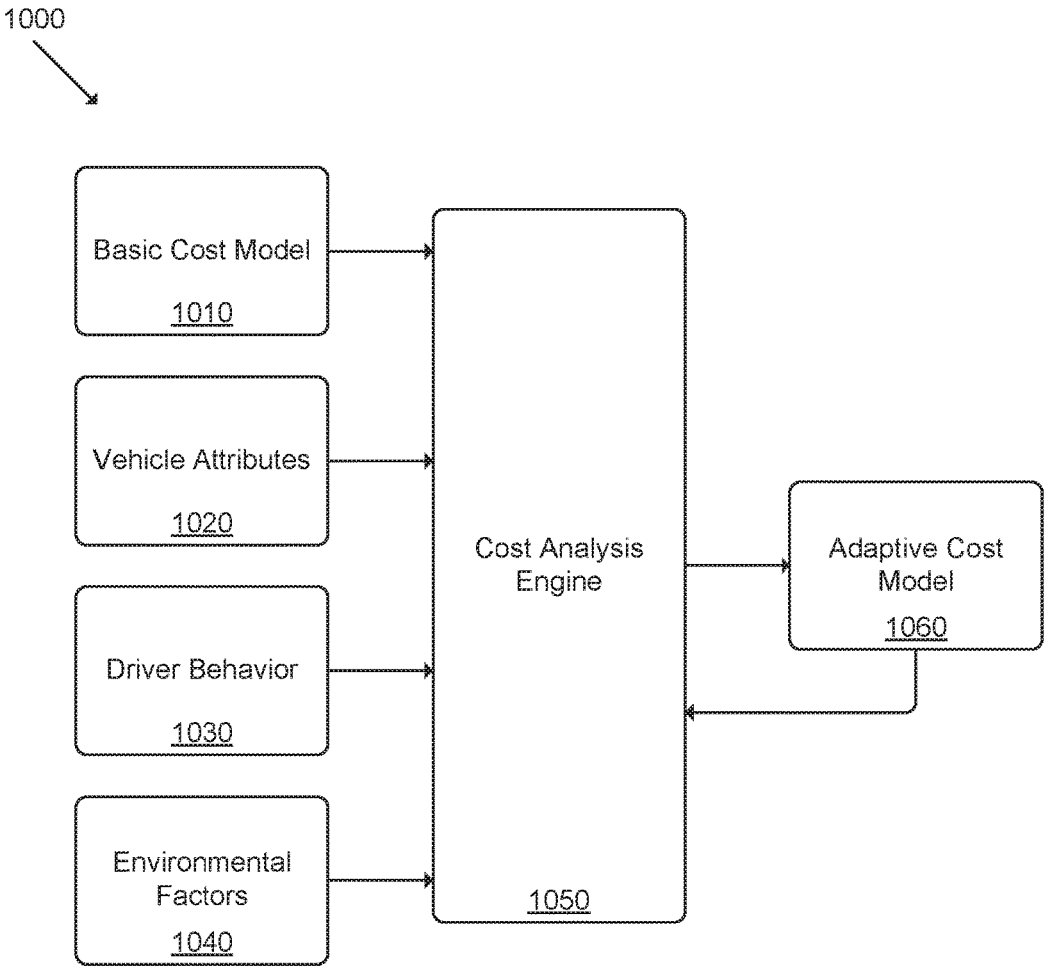 1000
Basic Cost Model
1010
Vehicle Attributes
1020
Driver Behavior
1030
Environmental
Factors
1040
Cost Analysis
Engine
1050
Adaptive Cost
Model
1060